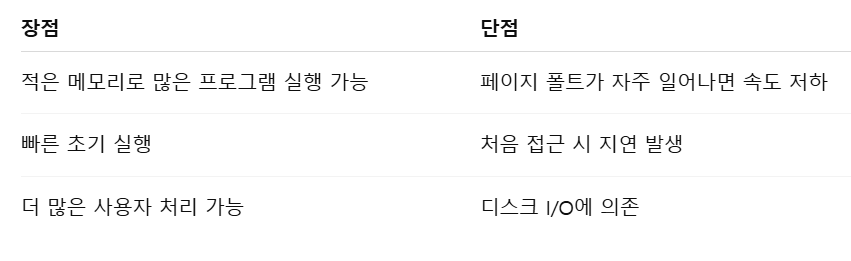 장점 단점
적은 메모리로 많은 프로그램 실행 가능 페이지 폴트가 자주 일어나면 속도 저하
빠른 초기 실행 처음 접근 시 지연 발생
더 많은 사용자 처리 가능 디스크 I/O에 의존